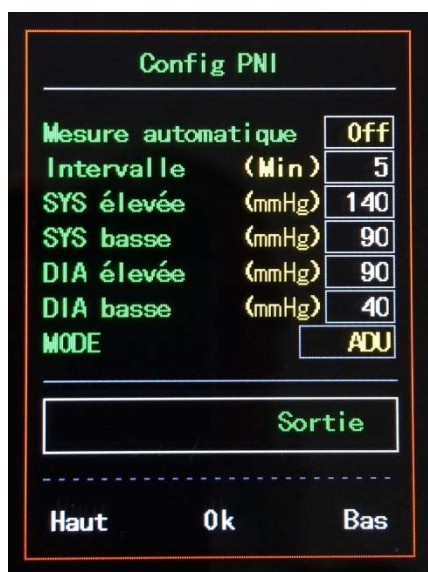 Config PNI
Mesure automatique Off
Intervalle (Min) 5
SYS élevée (mmHg) 140
SYS basse (mmHg) 90
DIA élevée (mmHg) 90
DIA basse (mmHg) 40
MODE ADU
Sortie
Haut Ok Bas